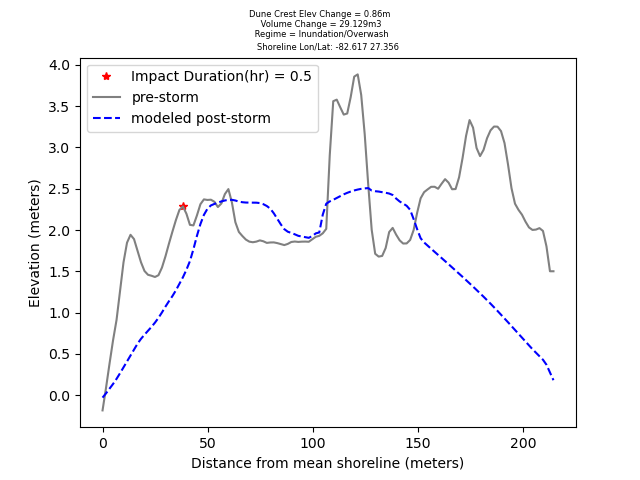 Dune Crest Elev Change = 0.86m
Volume Change = 29.129m3
Regime = Inundation/Overwash
Shoreline Lon/Lat: -82.617 27.356
Impact Duration(hr) = 0.5
pre-storm
modeled post-storm
Elevation (meters)
4.0
3.5
3.0
2.5
2.0
1.5
1.0
0.5
0.0
0 50 100 150 200
Distance from mean shoreline (meters)